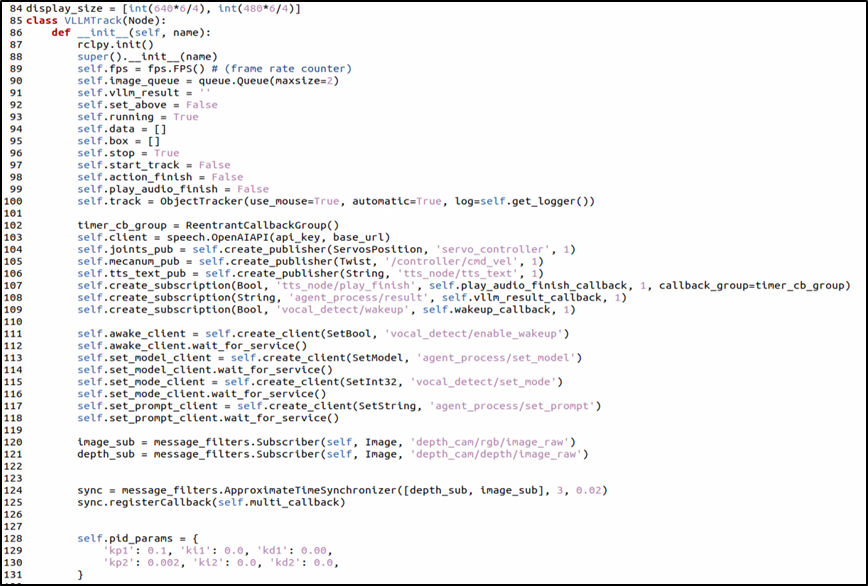 84 display_size = [int(640*6/4), int(480*6/4)]
85 class VLLMTrack(Node):
86     def __init__(self, name):
87         rclpy.init()
88         super().__init__(name)
89         self.fps = fps.FPS() # (frame rate counter)
90         self.image_queue = queue.Queue(maxsize=2)
91         self.vllm_result = ''
92         self.set_above = False
93         self.running = True
94         self.data = []
95         self.box = []
96         self.stop = True
97         self.start_track = False
98         self.action_finish = False
99         self.play_audio_finish = False
100         self.track = ObjectTracker(use_mouse=True, automatic=True, log=self.get_logger())
101
102         timer_cb_group = ReentrantCallbackGroup()
103         self.client = speech.OpenAIAPI(api_key, base_url)
104         self.joints_pub = self.create_publisher(ServosPosition, 'servo_controller', 1)
105         self.mecanum_pub = self.create_publisher(Twist, '/controller/cmd_vel', 1)
106         self.tts_text_pub = self.create_publisher(String, 'tts_node/tts_text', 1)
107         self.create_subscription(Bool, 'tts_node/play_finish', self.play_audio_finish_callback, 1, callback_group=timer_cb_group)
108         self.create_subscription(String, 'agent_process/result', self.vllm_result_callback, 1)
109         self.create_subscription(Bool, 'vocal_detect/wakeup', self.wakeup_callback, 1)
110
111         self.awake_client = self.create_client(SetBool, 'vocal_detect/enable_wakeup')
112         self.awake_client.wait_for_service()
113         self.set_model_client = self.create_client(SetModel, 'agent_process/set_model')
114         self.set_model_client.wait_for_service()
115         self.set_mode_client = self.create_client(SetInt32, 'vocal_detect/set_mode')
116         self.set_mode_client.wait_for_service()
117         self.set_prompt_client = self.create_client(SetString, 'agent_process/set_prompt')
118         self.set_prompt_client.wait_for_service()
119
120         image_sub = message_filters.Subscriber(self, Image, 'depth_cam/rgb/image_raw')
121         depth_sub = message_filters.Subscriber(self, Image, 'depth_cam/depth/image_raw')
122
123
124         sync = message_filters.ApproximateTimeSynchronizer([depth_sub, image_sub], 3, 0.02)
125         sync.registerCallback(self.multi_callback)
126
127
128         self.pid_params = {
129             'kp1': 0.1, 'ki1': 0.0, 'kd1': 0.00,
130             'kp2': 0.002, 'ki2': 0.0, 'kd2': 0.0,
131         }